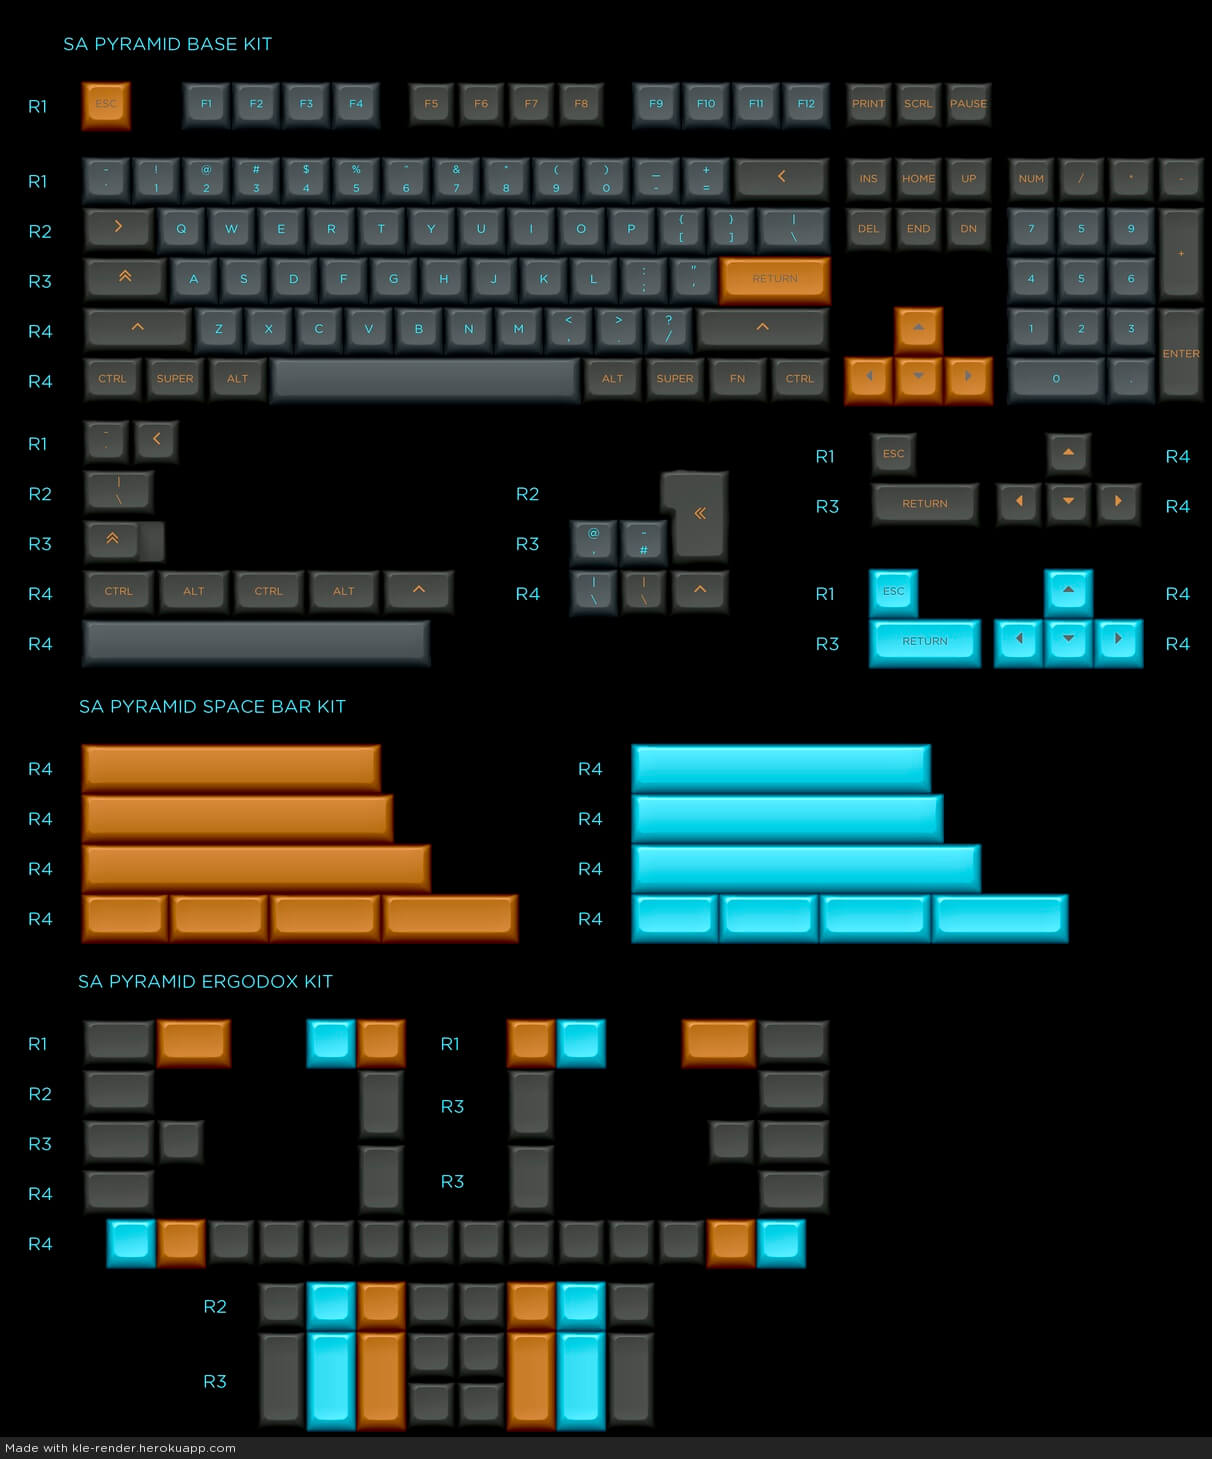 SA PYRAMID BASE KIT
R1 ESC F1 F2 F3 F4 F5 F6 F7 F8 F9 F10 F11 F12 PRINT SCRL PAUSE
~ ! @ # $ % ^ & * ( ) — +
R1 ` 1 2 3 4 5 6 7 8 9 0 - = < INS HOME UP NUM / * -
R2 > Q W E R T Y U I O P { [ } ] | \ DEL END DN 7 5 9 +
R3 A S D F G H J K L : ; " ' RETURN 4 5 6
R4 ^ Z X C V B N M < , > . ? / ^ 1 2 3 ENTER
R4 CTRL SUPER ALT ALT SUPER FN CTRL 0 .
R1 <
R1 ESC R4
R2 | \
R2 «
R3 RETURN R4
R3
R3 @ , ~ #
R4 CTRL ALT CTRL ALT ^
R4 | \ | \ ^
R1 ESC R4
R4
R3 RETURN R4
SA PYRAMID SPACE BAR KIT
R4 R4
R4 R4
R4 R4
R4 R4
SA PYRAMID ERGODOX KIT
R1 R1
R2
R3
R3
R3
R4
R4
R2
R3
Made with kle-render.herokuapp.com